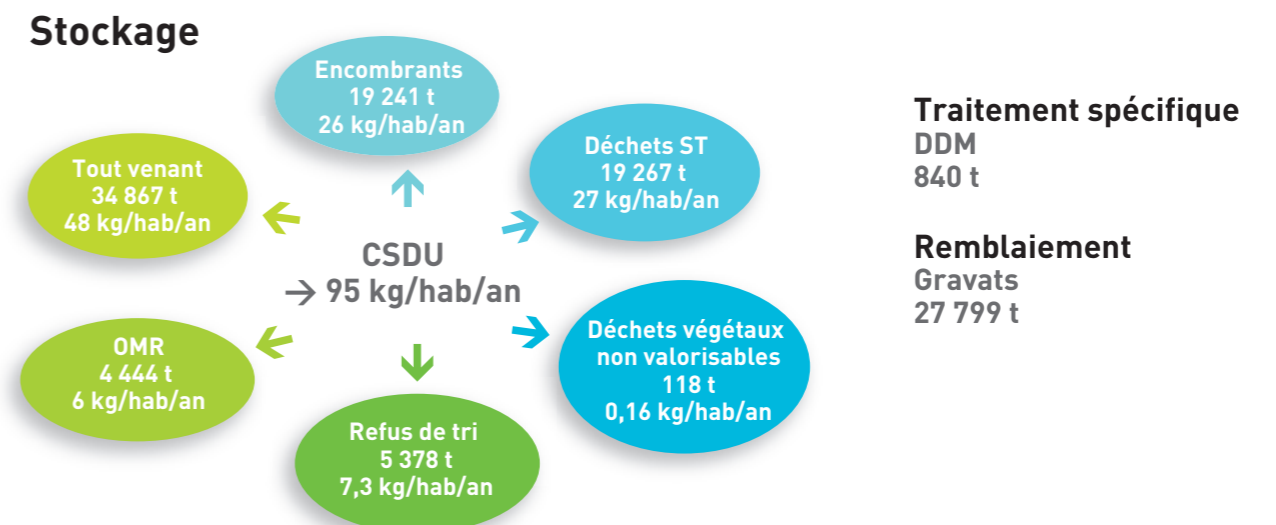 Stockage
Encombrants
19 241 t
26 kg/hab/an
Déchets ST
19 267 t
27 kg/hab/an
Tout venant
34 867 t
48 kg/hab/an
CSDU
→ 95 kg/hab/an
OMR
4 444 t
6 kg/hab/an
Déchets végétaux
non valorisables
118 t
0,16 kg/hab/an
Refus de tri
5 378 t
7,3 kg/hab/an
Traitement spécifique
DDM
840 t
Remblaiement
Gravats
27 799 t